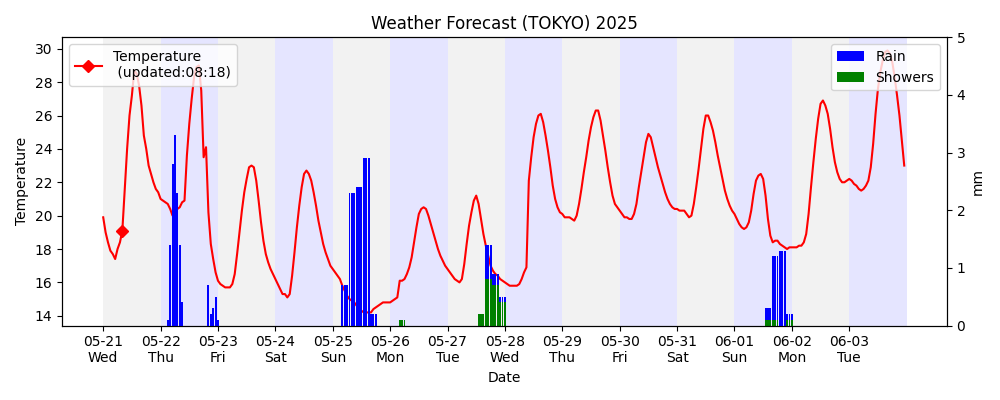 Weather Forecast (TOKYO) 2025
Temperature
(updated:08:18)
Rain
Showers
Temperature
30
28
26
24
22
20
18
16
14
5
4
3
2
1
0
mm
05-21 05-22 05-23 05-24 05-25 05-26 05-27 05-28 05-29 05-30 05-31 06-01 06-02 06-03
Wed Thu Fri Sat Sun Mon Tue Wed Thu Fri Sat Sun Mon Tue
Date